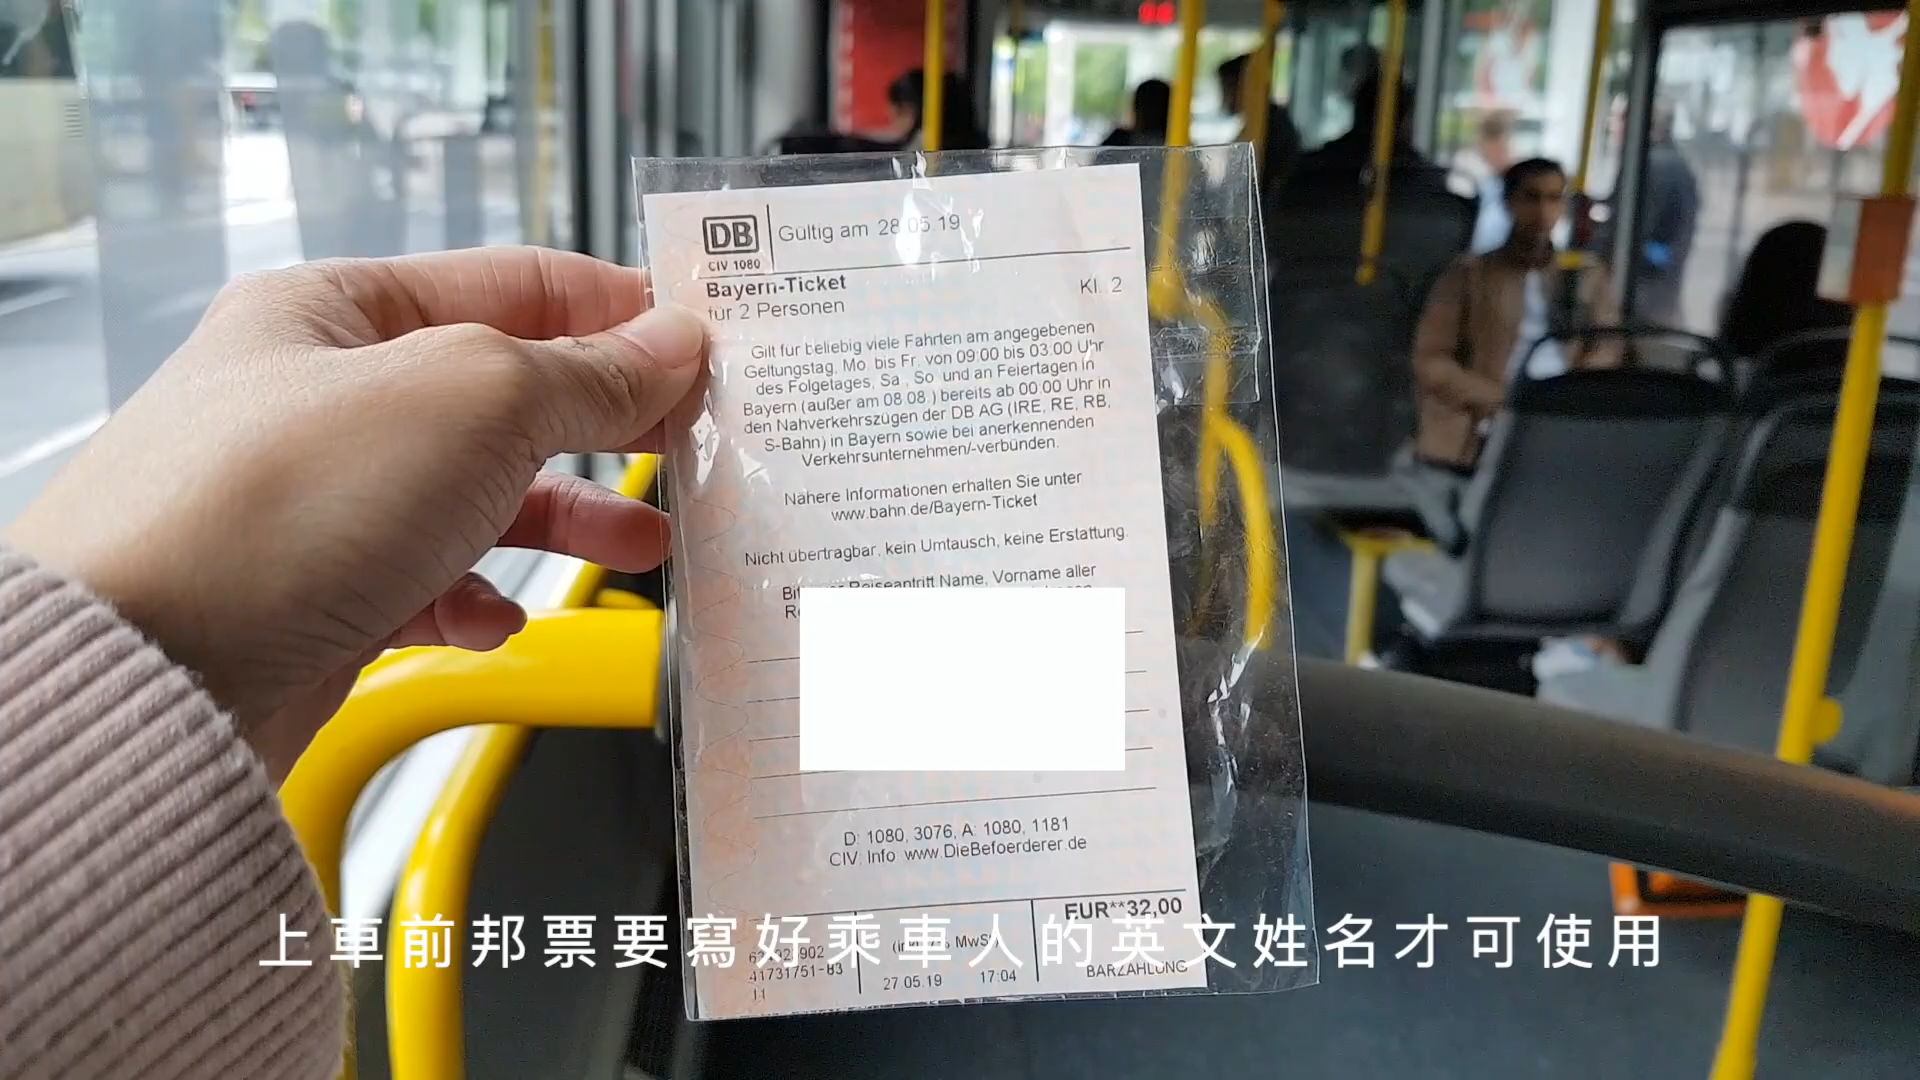 DB
CIV 1080
Gültig am 28.05.19
Bayern-Ticket
Kl. 2
für 2 Personen
Gilt für beliebig viele Fahrten am angegebenen
Geltungstag, Mo. bis Fr. von 09:00 bis 03:00 Uhr
des Folgetages, Sa., So. und an Feiertagen in
Bayern (außer am 08.08.) bereits ab 00:00 Uhr in
den Nahverkehrszügen der DB AG (IRE, RE, RB,
S-Bahn) in Bayern sowie bei anerkennenden
Verkehrsunternehmen/-verbünden.
Nähere Informationen erhalten Sie unter
www.bahn.de/Bayern-Ticket
Nicht übertragbar, kein Umtausch, keine Erstattung.
Reiseantritt Name, Vorname aller
D: 1080, 3076, A: 1080, 1181
CIV: Info www.DieBefoerderer.de
EUR**32,00
MwSt)
41731751-83
BARZAHLUNG
11
27.05.19 17:04
上車前邦票要寫好乘車人的英文姓名才可使用